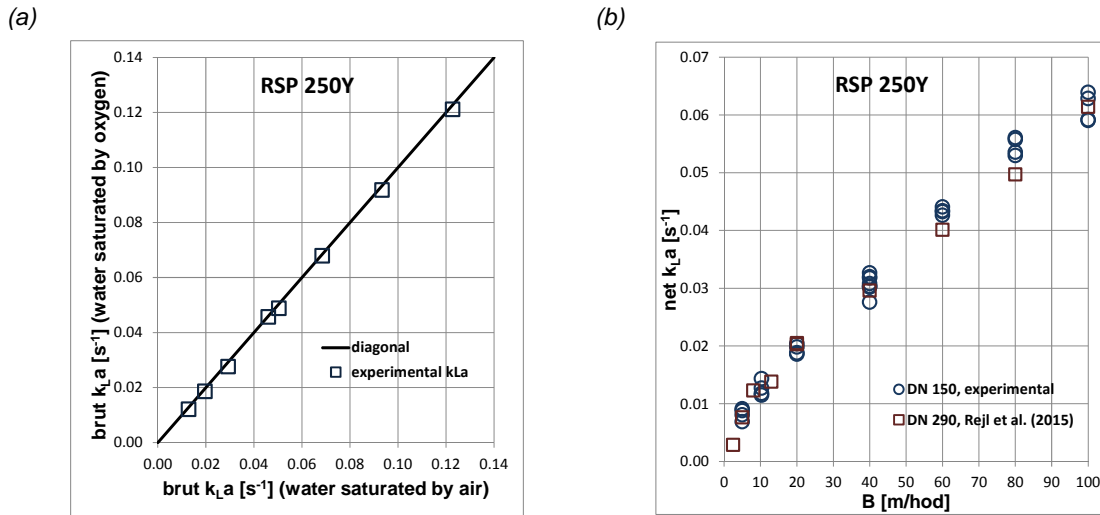 (a)
(b)
RSP 250Y
brut kLa [s-1] (water saturated by oxygen)
0.14
0.12
0.10
0.08
0.06
0.04
0.02
0.00
diagonal
experimental kLa
0.00 0.02 0.04 0.06 0.08 0.10 0.12 0.14
brut kLa [s-1] (water saturated by air)
RSP 250Y
net kLa [s-1]
0.07
0.06
0.05
0.04
0.03
0.02
0.01
0.00
DN 150, experimental
DN 290, Rejl et al. (2015)
0 10 20 30 40 50 60 70 80 90 100
B [m/hod]